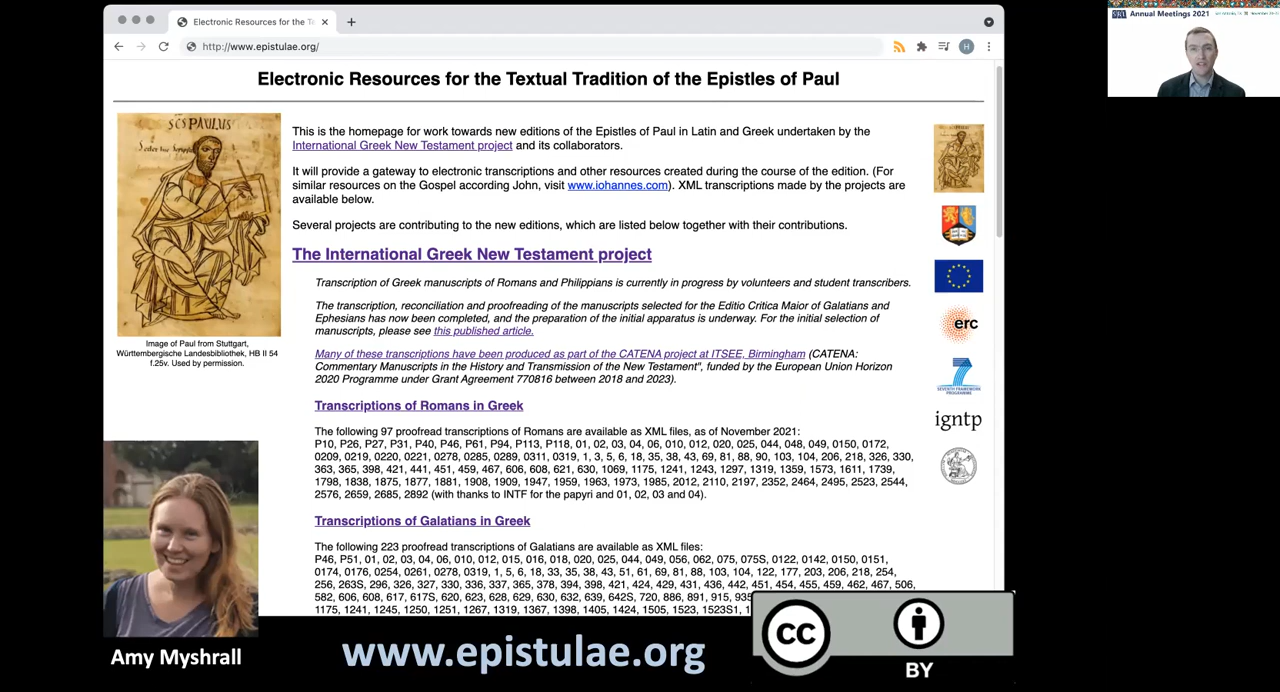 Electronic Resources for the T
http://www.epistulae.org/
H
Annual Meetings 2021
Electronic Resources for the Textual Tradition of the Epistles of Paul
SCS PAULUS
This is the homepage for work towards new editions of the Epistles of Paul in Latin and Greek undertaken by the
International Greek New Testament project and its collaborators.
It will provide a gateway to electronic transcriptions and other resources created during the course of the edition. (For
similar resources on the Gospel according John, visit www.iohannes.com). XML transcriptions made by the projects are
available below.
Several projects are contributing to the new editions, which are listed below together with their contributions.
The International Greek New Testament project
Transcription of Greek manuscripts of Romans and Philippians is currently in progress by volunteers and student transcribers.
The transcription, reconciliation and proofreading of the manuscripts selected for the Editio Critica Maior of Galatians and
Ephesians has now been completed, and the preparation of the initial apparatus is underway. For the initial selection of
manuscripts, please see this published article.
Many of these transcriptions have been produced as part of the CATENA project at ITSEE, Birmingham (CATENA:
Commentary Manuscripts in the History and Transmission of the New Testament", funded by the European Union Horizon
2020 Programme under Grant Agreement 770816 between 2018 and 2023).
Transcriptions of Romans in Greek
The following 97 proofread transcriptions of Romans are available as XML files, as of November 2021:
P10, P26, P27, P31, P40, P46, P61, P94, P113, P118, 01, 02, 03, 04, 06, 010, 012, 020, 025, 044, 048, 049, 0150, 0172,
0209, 0219, 0220, 0221, 0278, 0285, 0289, 0311, 0319, 1, 3, 5, 6, 18, 35, 38, 43, 69, 81, 88, 90, 103, 104, 206, 218, 326, 330,
363, 365, 398, 421, 441, 451, 459, 467, 606, 608, 621, 630, 1069, 1175, 1241, 1243, 1297, 1319, 1359, 1573, 1611, 1739,
1798, 1838, 1875, 1877, 1881, 1908, 1909, 1947, 1959, 1963, 1973, 1985, 2012, 2110, 2197, 2352, 2464, 2495, 2523, 2544,
2576, 2659, 2685, 2892 (with thanks to INTF for the papyri and 01, 02, 03 and 04).
Transcriptions of Galatians in Greek
The following 223 proofread transcriptions of Galatians are available as XML files:
P46, P51, 01, 02, 03, 04, 06, 010, 012, 015, 016, 018, 020, 025, 044, 049, 056, 062, 075, 075S, 0122, 0142, 0150, 0151,
0174, 0176, 0254, 0261, 0278, 0319, 1, 5, 6, 18, 33, 35, 38, 43, 51, 61, 69, 81, 88, 103, 104, 122, 177, 203, 206, 218, 254,
256, 263S, 296, 326, 327, 330, 336, 337, 365, 378, 394, 398, 421, 424, 429, 431, 436, 442, 451, 454, 455, 459, 462, 467, 506,
582, 606, 608, 617, 617S, 620, 623, 628, 629, 630, 632, 639, 642S, 720, 886, 891, 915, 935
1175, 1241, 1245, 1250, 1251, 1267, 1319, 1367, 1398, 1405, 1424, 1505, 1523, 1523S1, 1
Image of Paul from Stuttgart,
Württembergische Landesbibliothek, HB II 54
f.25v. Used by permission.
erc
7
SEVENTH FRAMEWORK
PROGRAMME
igntp
Amy Myshrall
www.epistulae.org
CC
BY